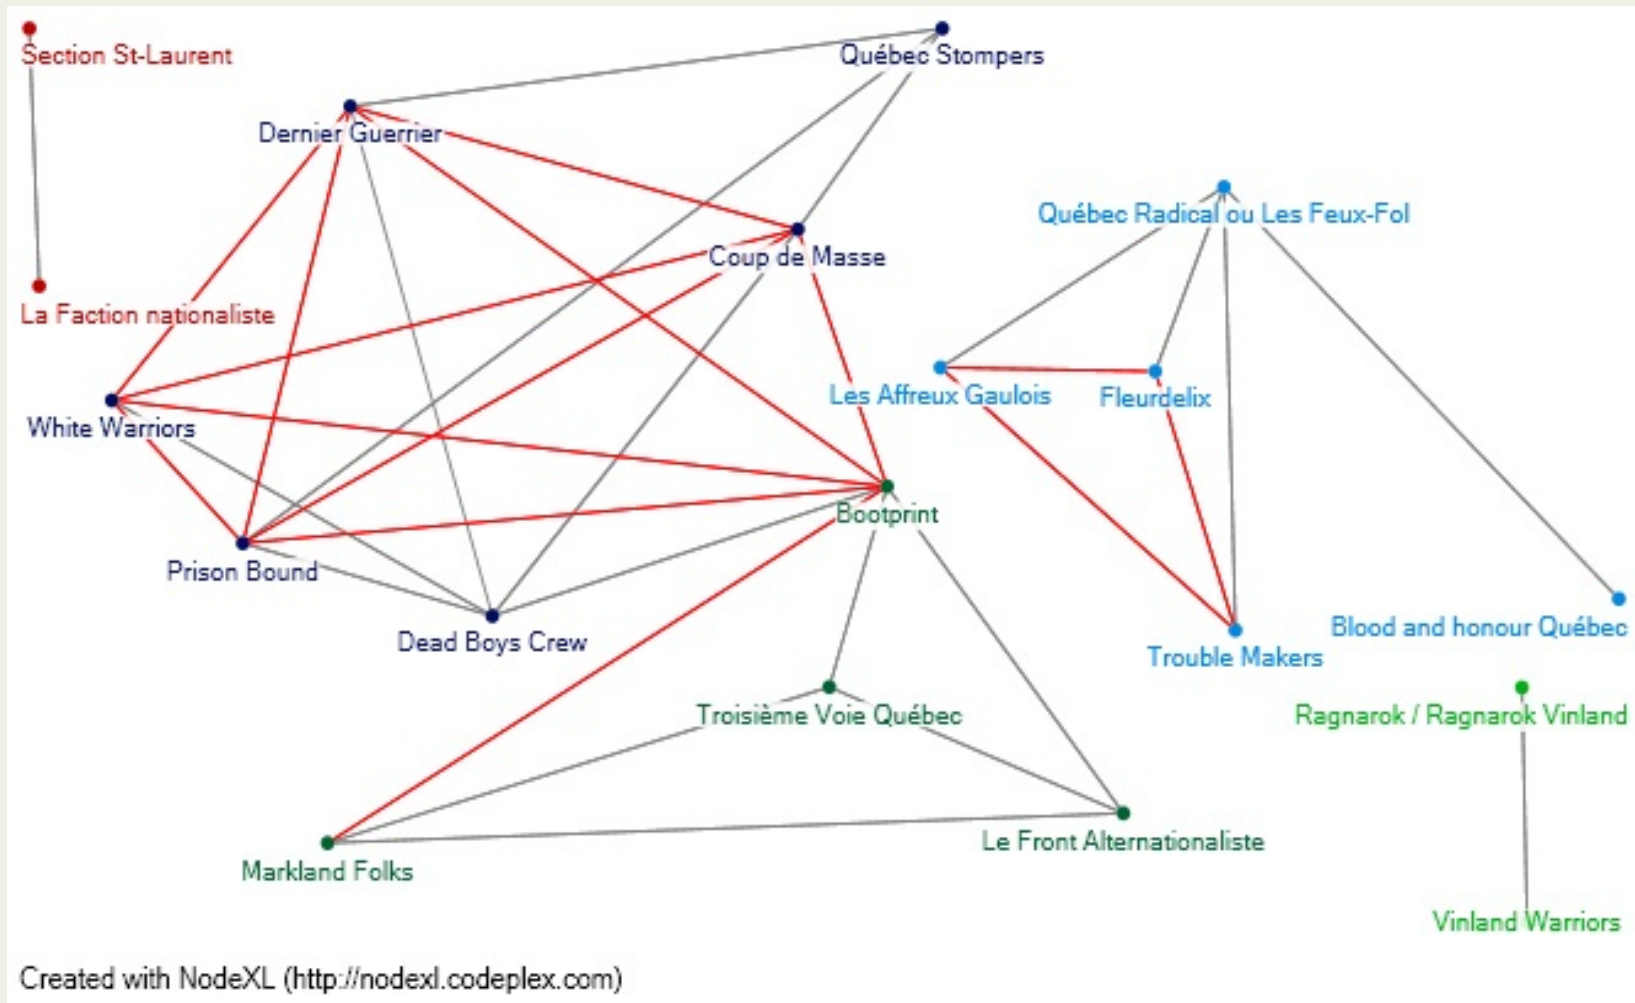 Section St-Laurent
Québec Stompers
Dernier Guerrier
Québec Radical ou Les Feux-Fol
Coup de Masse
La Faction nationaliste
Les Affreux Gaulois
Fleurdelix
White Warriors
Bootprint
Prison Bound
Dead Boys Crew
Blood and honour Québec
Trouble Makers
Troisième Voie Québec
Ragnarok / Ragnarok Vinland
Le Front Alternationaliste
Markland Folks
Vinland Warriors
Created with NodeXL (http://nodexl.codeplex.com)